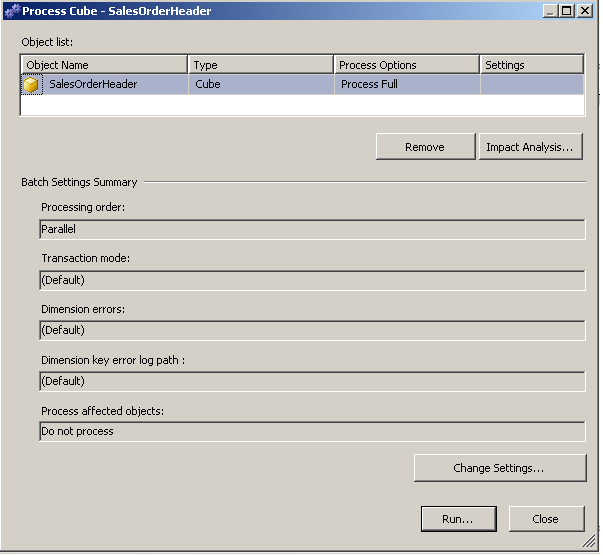 Process Cube - SalesOrderHeader
Object list:
Object Name Type Process Options Settings
SalesOrderHeader Cube Process Full
Remove Impact Analysis...
Batch Settings Summary
Processing order:
Parallel
Transaction mode:
(Default)
Dimension errors:
(Default)
Dimension key error log path :
(Default)
Process affected objects:
Do not process
Change Settings...
Run... Close